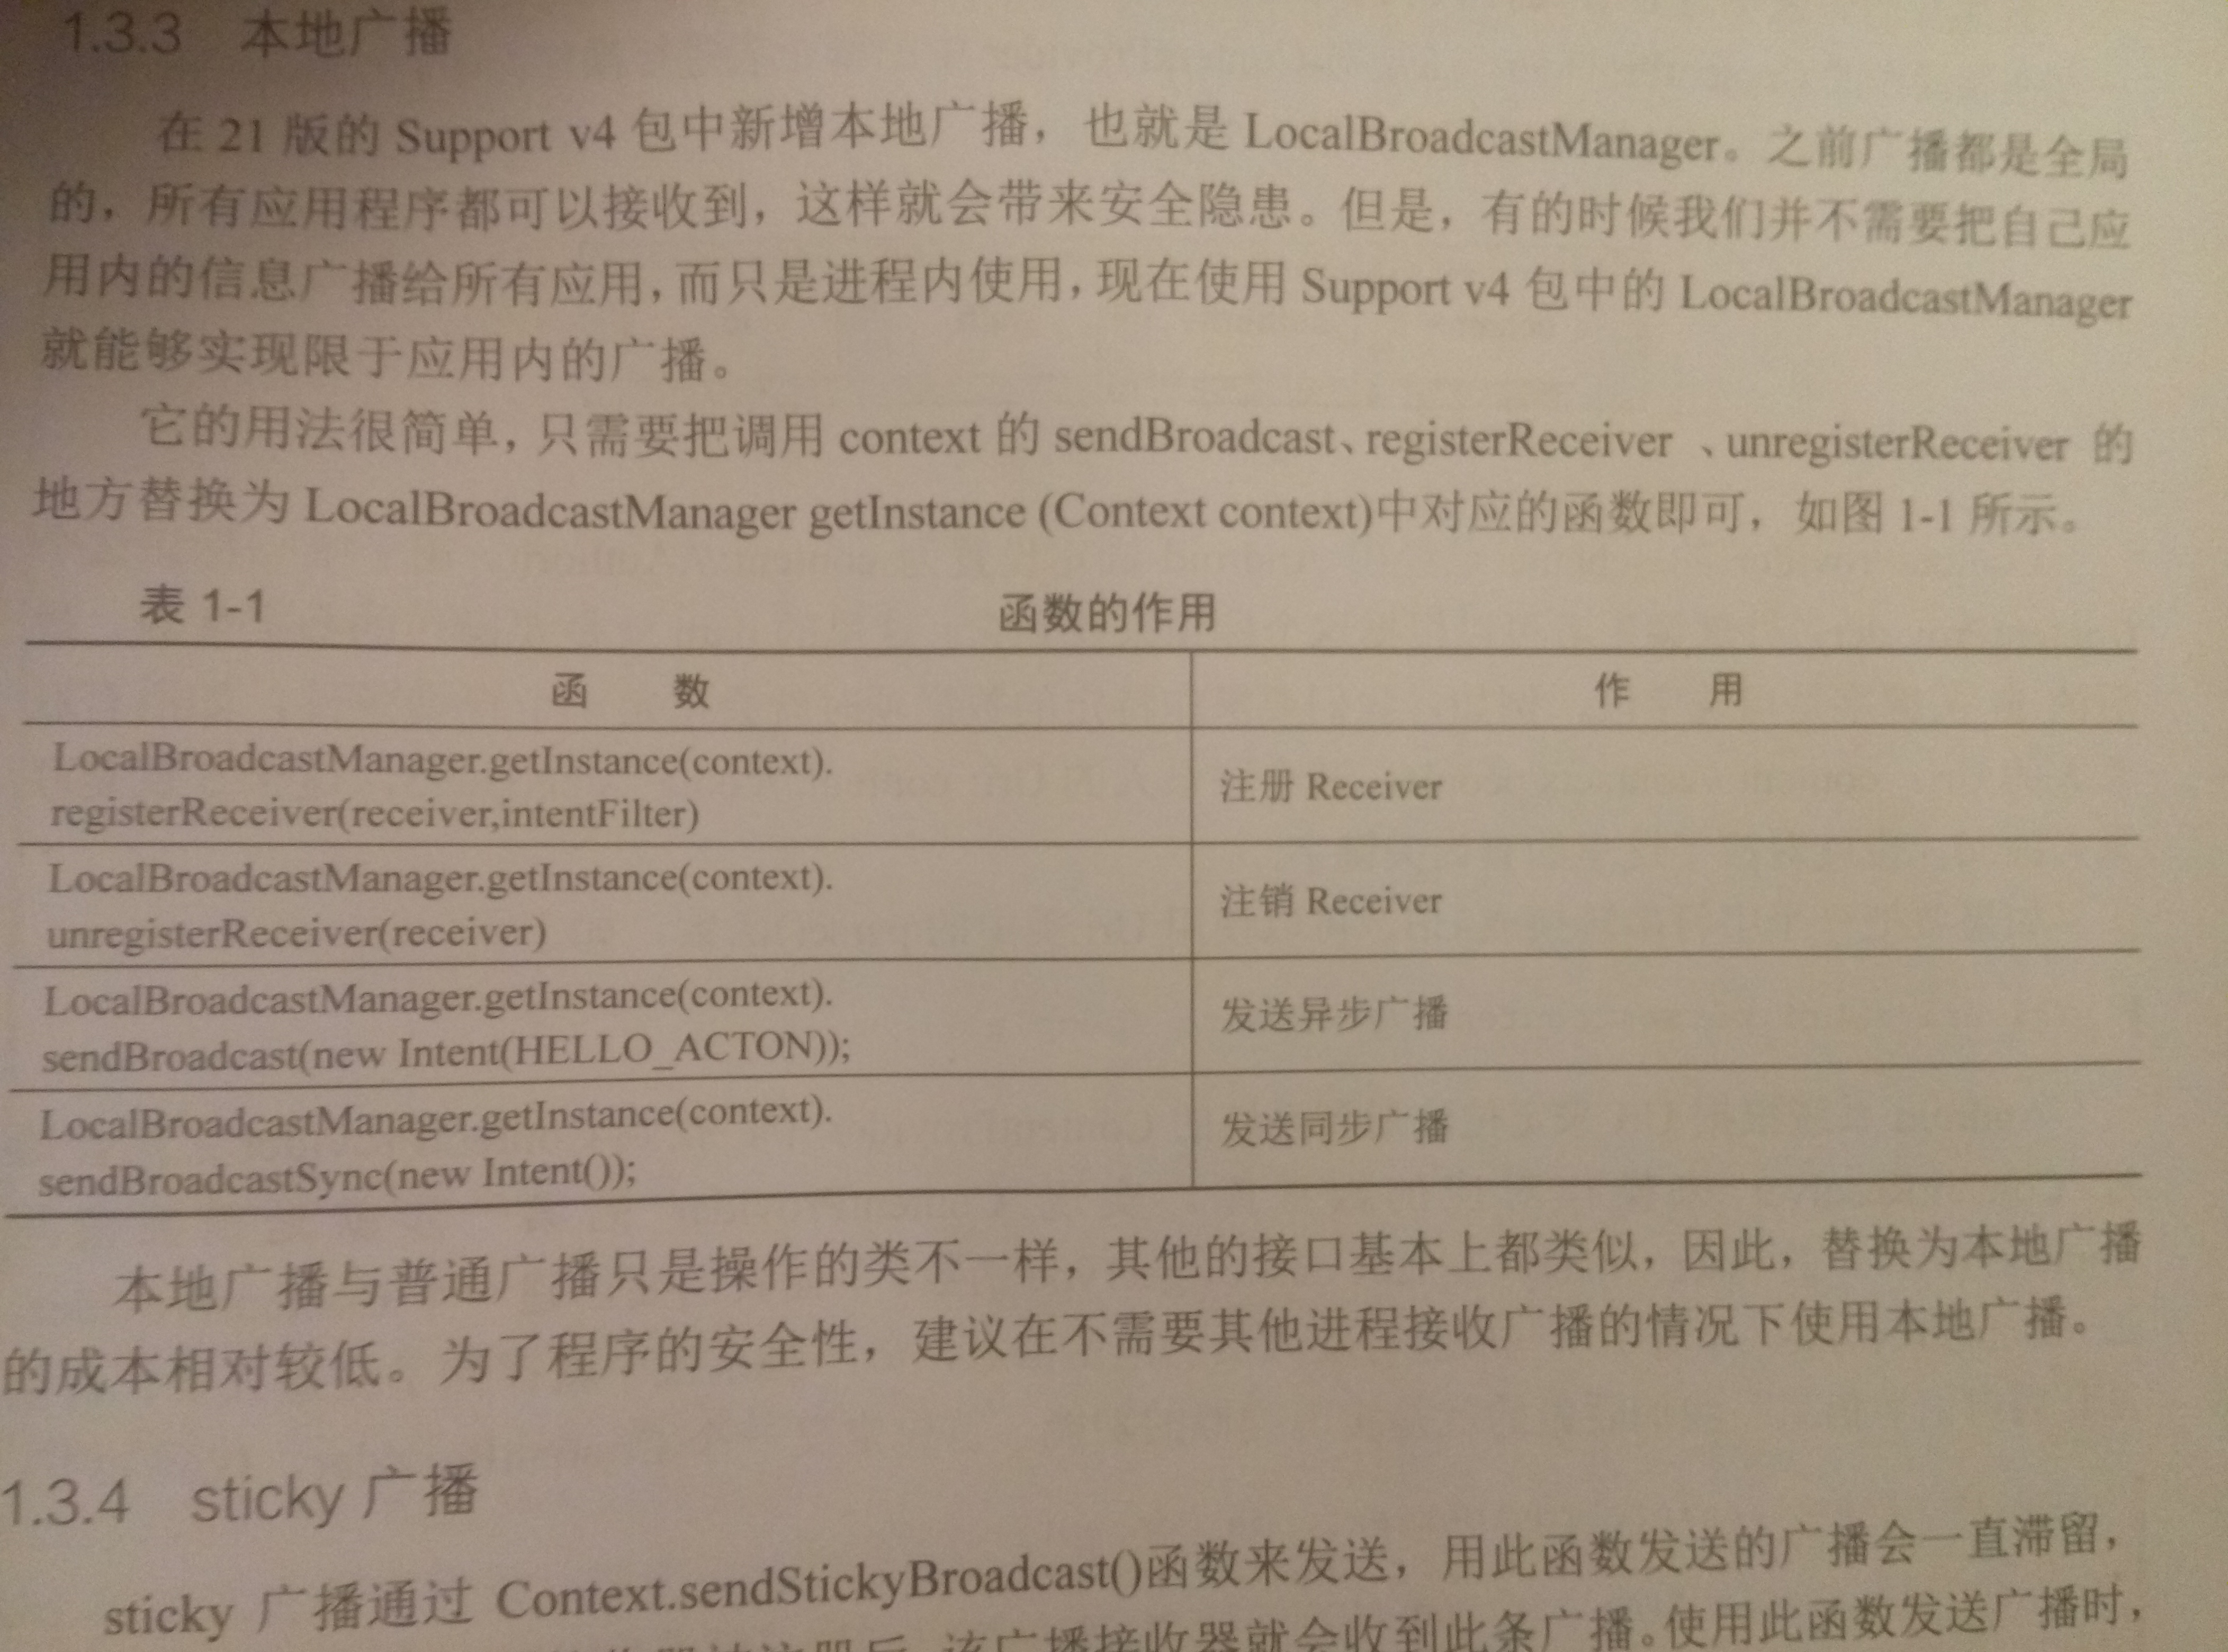 1.3.3 本地广播
在 21 版的 Support v4 包中新增本地广播，也就是 LocalBroadcastManager。之前广播都是全局
的，所有应用程序都可以接收到，这样就会带来安全隐患。但是，有的时候我们并不需要把自己应
用内的信息广播给所有应用，而只是进程内使用，现在使用 Support v4 包中的 LocalBroadcastManager
就能够实现限于应用内的广播。
它的用法很简单，只需要把调用 context 的 sendBroadcast、registerReceiver 、unregisterReceiver 的
地方替换为 LocalBroadcastManager getInstance (Context context)中对应的函数即可，如图 1-1 所示。
表 1-1 函数的作用
函 数 作 用
LocalBroadcastManager.getInstance(context).
registerReceiver(receiver,intentFilter)
注册 Receiver
LocalBroadcastManager.getInstance(context).
unregisterReceiver(receiver)
注销 Receiver
LocalBroadcastManager.getInstance(context).
sendBroadcast(new Intent(HELLO_ACTON));
发送异步广播
LocalBroadcastManager.getInstance(context).
sendBroadcastSync(new Intent());
发送同步广播
本地广播与普通广播只是操作的类不一样，其他的接口基本上都类似，因此，替换为本地广播
的成本相对较低。为了程序的安全性，建议在不需要其他进程接收广播的情况下使用本地广播。
1.3.4 sticky 广播
sticky 广播通过 Context.sendStickyBroadcast()函数来发送，用此函数发送的广播会一直滞留，
该广播接收器就会收到此条广播。使用此函数发送广播时，